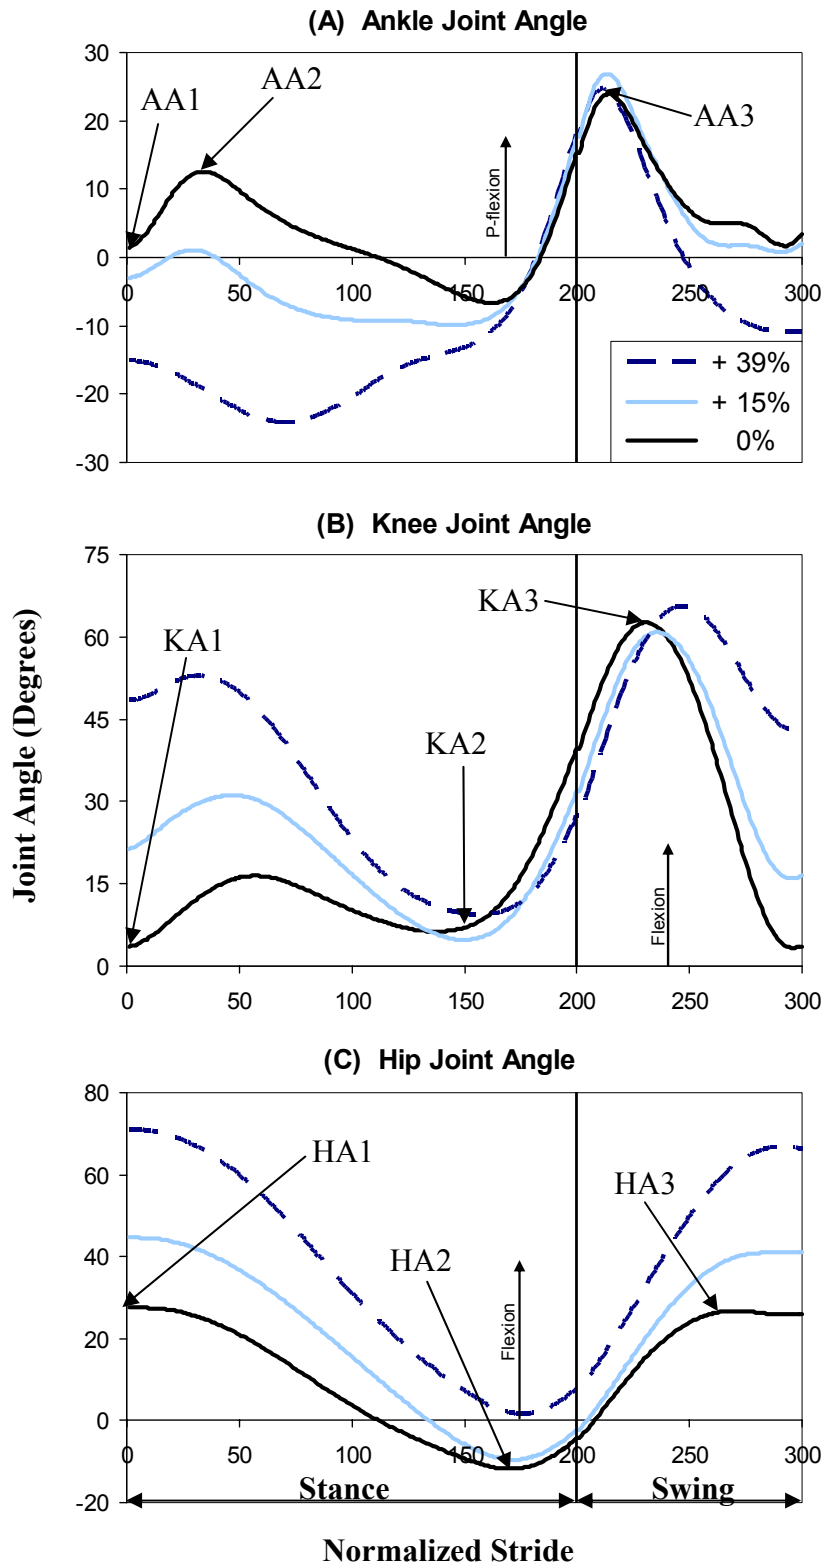 (A) Ankle Joint Angle
30
20
10
0
-10
-20
-30
AA1
AA2
AA3
P-flexion
0 50 100 150 200 250 300
+ 39%
+ 15%
0%
(B) Knee Joint Angle
Joint Angle (Degrees)
75
60
45
30
15
0
KA1
KA2
KA3
Flexion
0 50 100 150 200 250 300
(C) Hip Joint Angle
80
60
40
20
0
-20
HA1
HA2
HA3
Flexion
0 50 100 150 200 250 300
Stance Swing
Normalized Stride